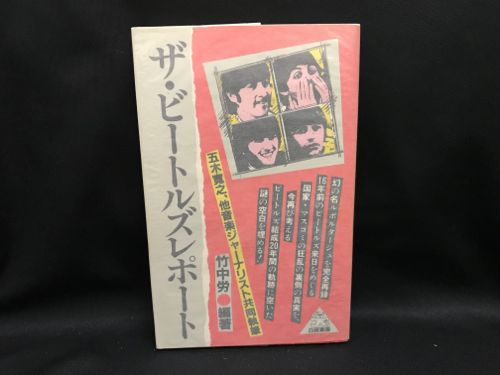 ザ・ビートルズレポート
五木寛之、他音楽ジャーナリスト共同執筆
竹中労●編著
幻の名ルポルタージュを完全再録
16年前のビートルズ来日をめぐる
国家・マスコミの狂乱の裏側の真実を、
今再び考える
ビートルズ結成20年間の軌跡に空いた
謎の空白を埋める!
白夜書房